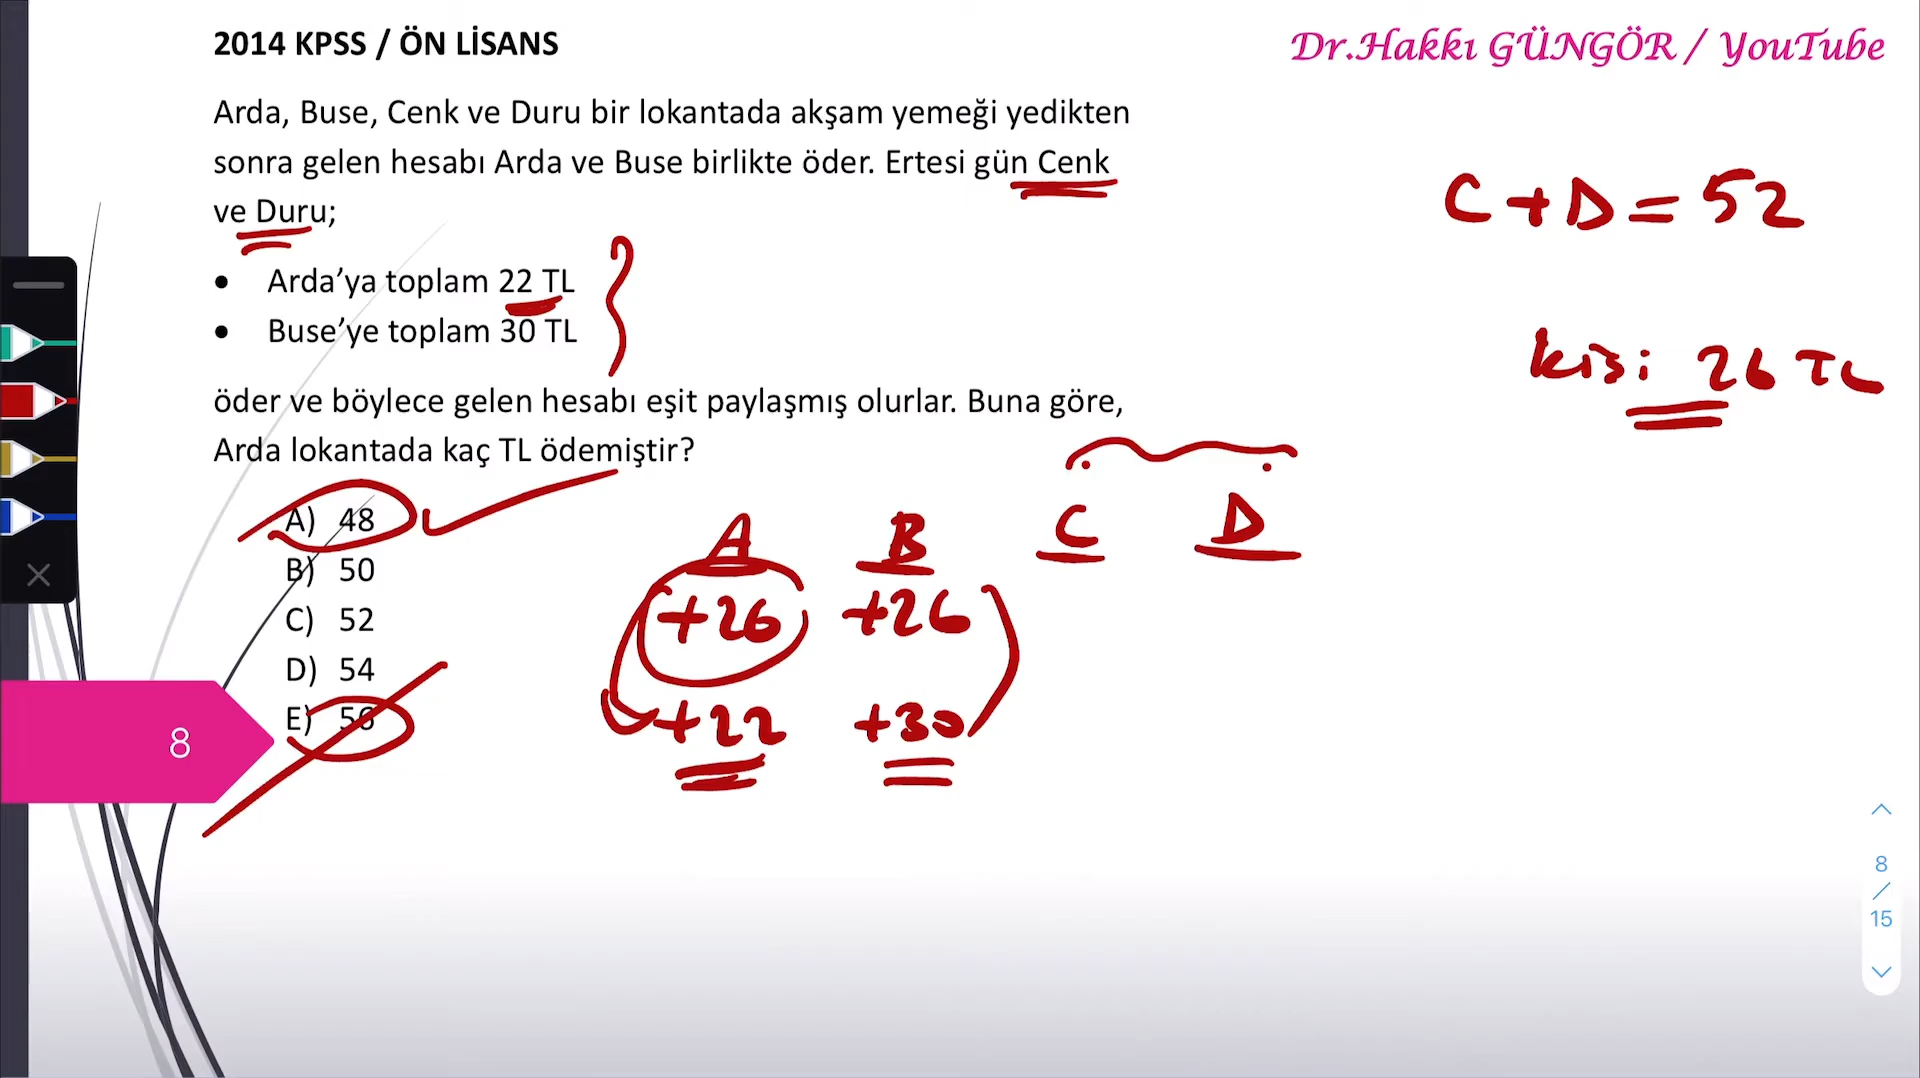 2014 KPSS / ÖN LİSANS
Dr.Hakkı GÜNGÖR / YouTube
Arda, Buse, Cenk ve Duru bir lokantada akşam yemeği yedikten
sonra gelen hesabı Arda ve Buse birlikte öder. Ertesi gün Cenk
ve Duru;
• Arda’ya toplam 22 TL
• Buse’ye toplam 30 TL
öder ve böylece gelen hesabı eşit paylaşmış olurlar. Buna göre,
Arda lokantada kaç TL ödemiştir?
A) 48
B) 50
C) 52
D) 54
E) 56
C + D = 52
kişi 26 TL
A B C D
+26 +26
+22 +30
8
8
/
15